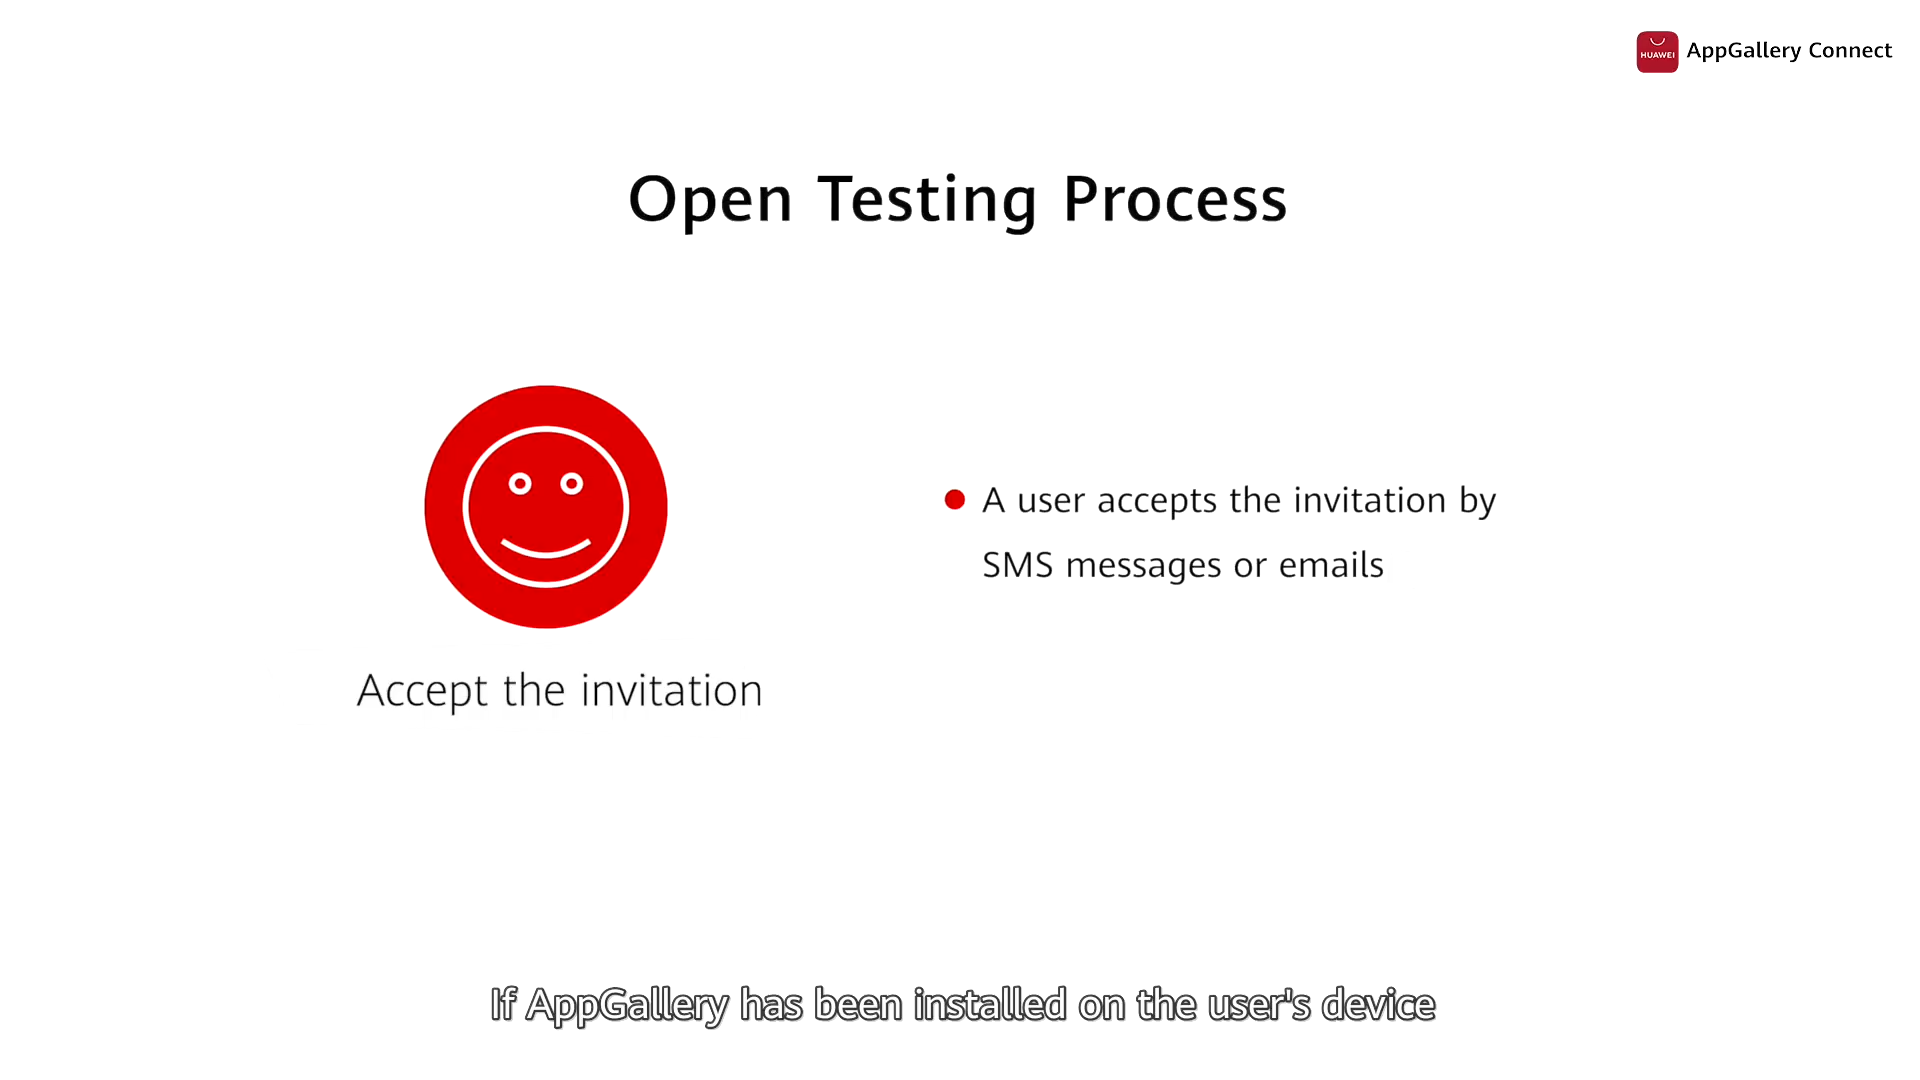 HUAWEI
AppGallery Connect
Open Testing Process
A user accepts the invitation by
SMS messages or emails
Accept the invitation
If AppGallery has been installed on the user's device